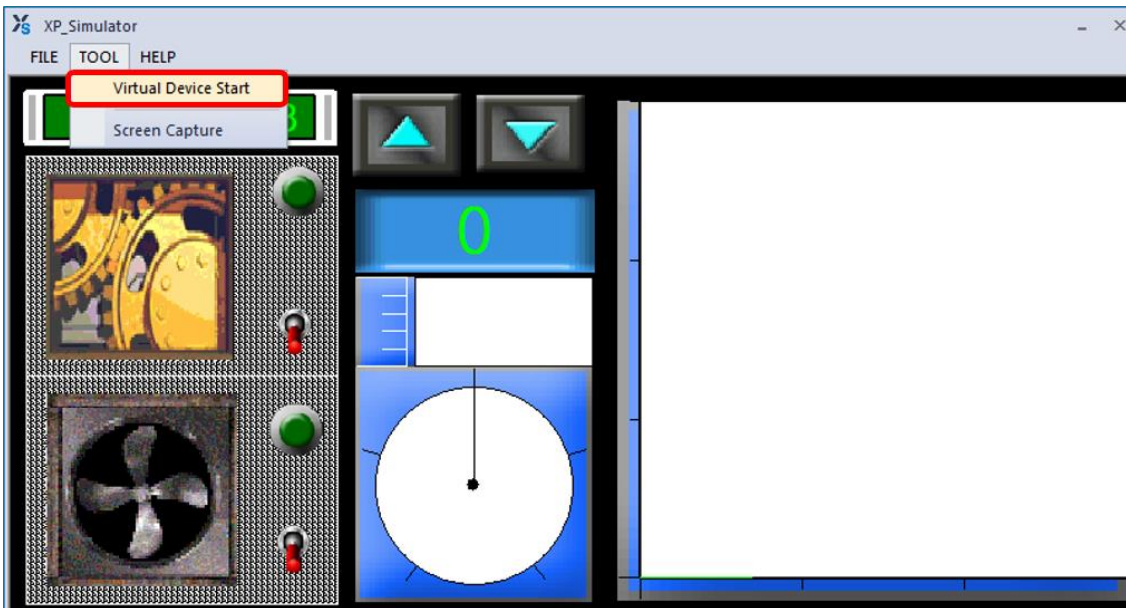 XP_Simulator
FILE TOOL HELP
Virtual Device Start
Screen Capture
0